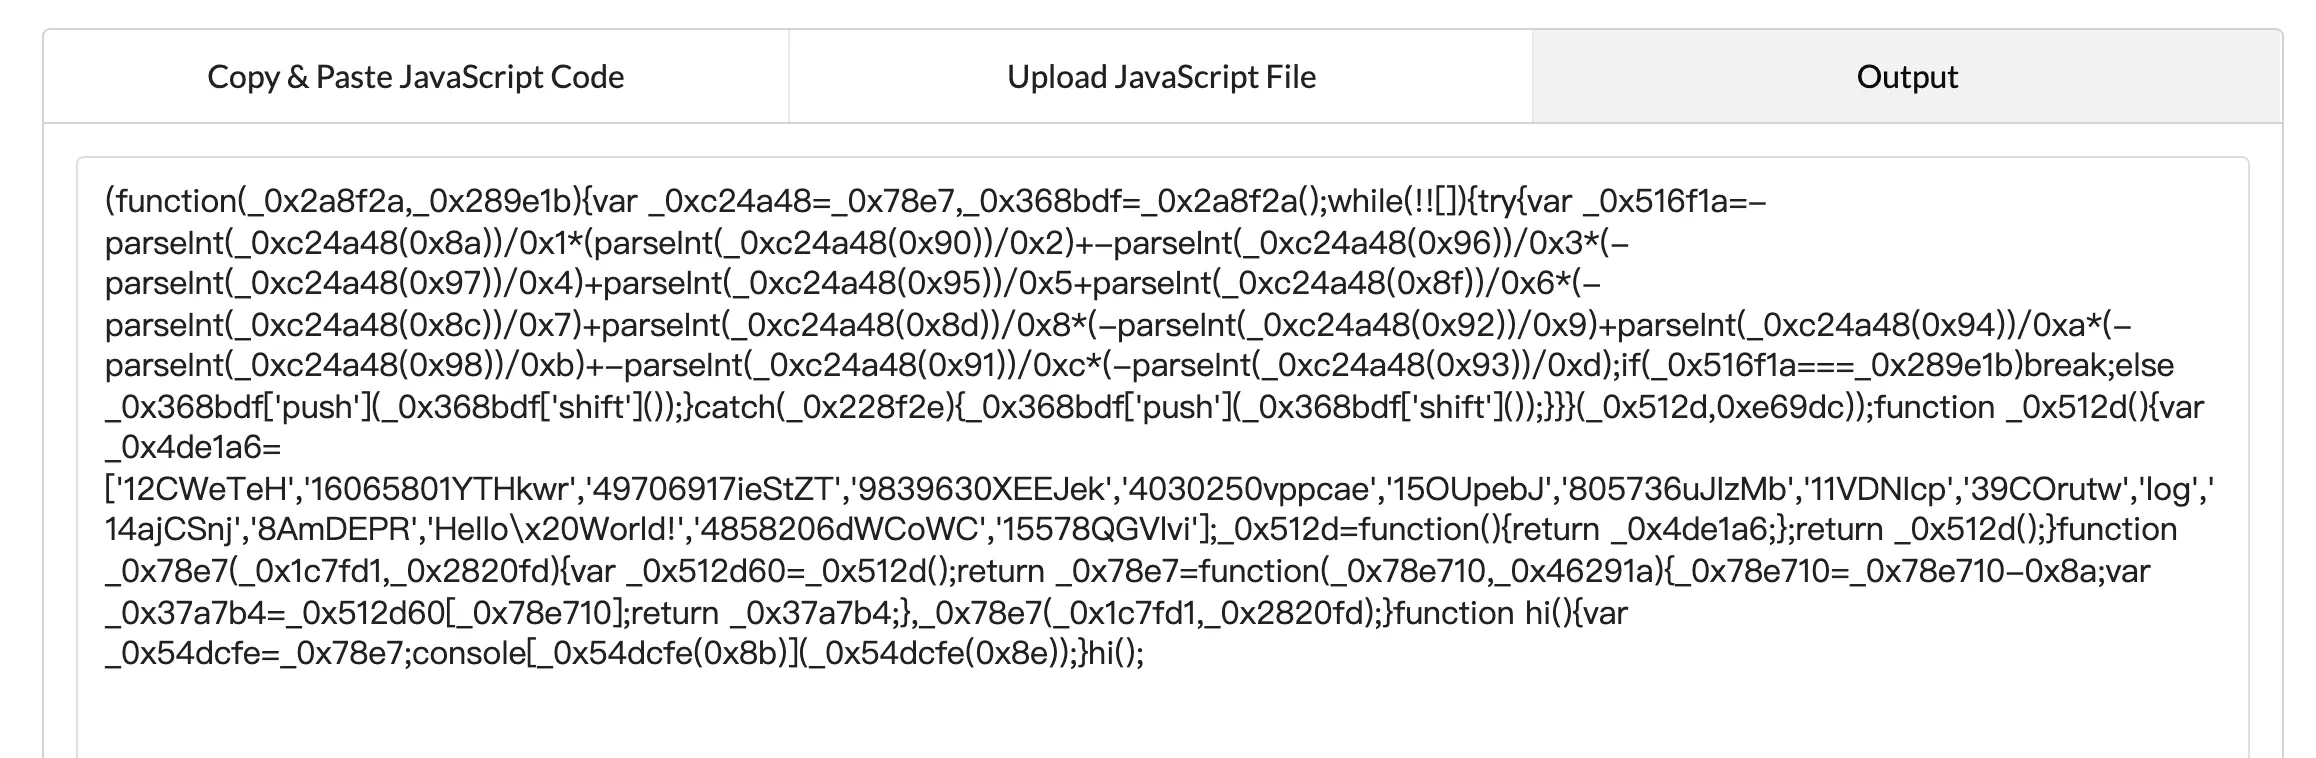 Copy & Paste JavaScript Code
Upload JavaScript File
Output
(function(_0x2a8f2a,_0x289e1b){var _0xc24a48=_0x78e7,_0x368bdf=_0x2a8f2a();while(!![]){try{var _0x516f1a=-
parseInt(_0xc24a48(0x8a))/0x1*(parseInt(_0xc24a48(0x90))/0x2)+-parseInt(_0xc24a48(0x96))/0x3*(-
parseInt(_0xc24a48(0x97))/0x4)+parseInt(_0xc24a48(0x95))/0x5+parseInt(_0xc24a48(0x8f))/0x6*(-
parseInt(_0xc24a48(0x8c))/0x7)+parseInt(_0xc24a48(0x8d))/0x8*(-parseInt(_0xc24a48(0x92))/0x9)+parseInt(_0xc24a48(0x94))/0xa*(-
parseInt(_0xc24a48(0x98))/0xb)+-parseInt(_0xc24a48(0x91))/0xc*(-parseInt(_0xc24a48(0x93))/0xd);if(_0x516f1a===_0x289e1b)break;else
_0x368bdf['push'](_0x368bdf['shift']());}catch(_0x228f2e){_0x368bdf['push'](_0x368bdf['shift']());}}}(_0x512d,0xe69dc));function _0x512d(){var
_0x4de1a6=
['12CWeTeH','16065801YTHkwr','49706917ieStZT','9839630XEEJek','4030250vppcae','15OUpebJ','805736uJlzMb','11VDNlcp','39COrutw','log','
14ajCSnj','8AmDEPR','Hello\x20World!','4858206dWCoWC','15578QGVlvi'];_0x512d=function(){return _0x4de1a6;};return _0x512d();}function
_0x78e7(_0x1c7fd1,_0x2820fd){var _0x512d60=_0x512d();return _0x78e7=function(_0x78e710,_0x46291a){_0x78e710=_0x78e710-0x8a;var
_0x37a7b4=_0x512d60[_0x78e710];return _0x37a7b4;},_0x78e7(_0x1c7fd1,_0x2820fd);}function hi(){var
_0x54dcfe=_0x78e7;console[_0x54dcfe(0x8b)](_0x54dcfe(0x8e));}hi();